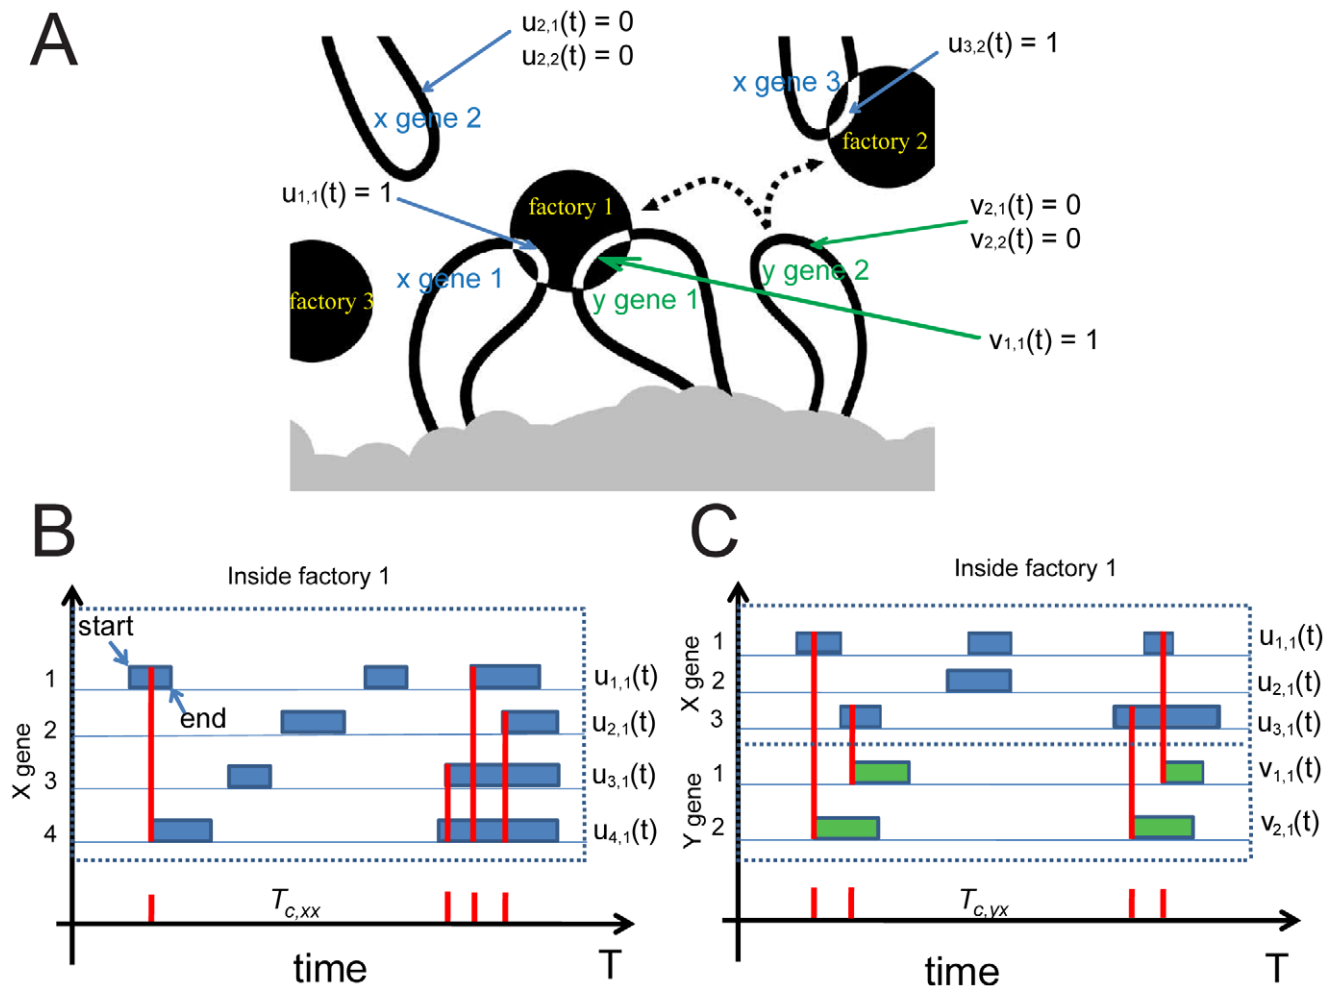 A
u2,1(t) = 0
u2,2(t) = 0
u3,2(t) = 1
x gene 3
x gene 2
factory 2
u1,1(t) = 1
factory 1
v2,1(t) = 0
v2,2(t) = 0
x gene 1
y gene 2
factory 3
y gene 1
v1,1(t) = 1
B
Inside factory 1
start
end
X gene
1
2
3
4
u1,1(t)
u2,1(t)
u3,1(t)
u4,1(t)
Tc,xx
time
T
C
Inside factory 1
X gene
1
2
3
Y gene
1
2
u1,1(t)
u2,1(t)
u3,1(t)
v1,1(t)
v2,1(t)
Tc,yx
time
T